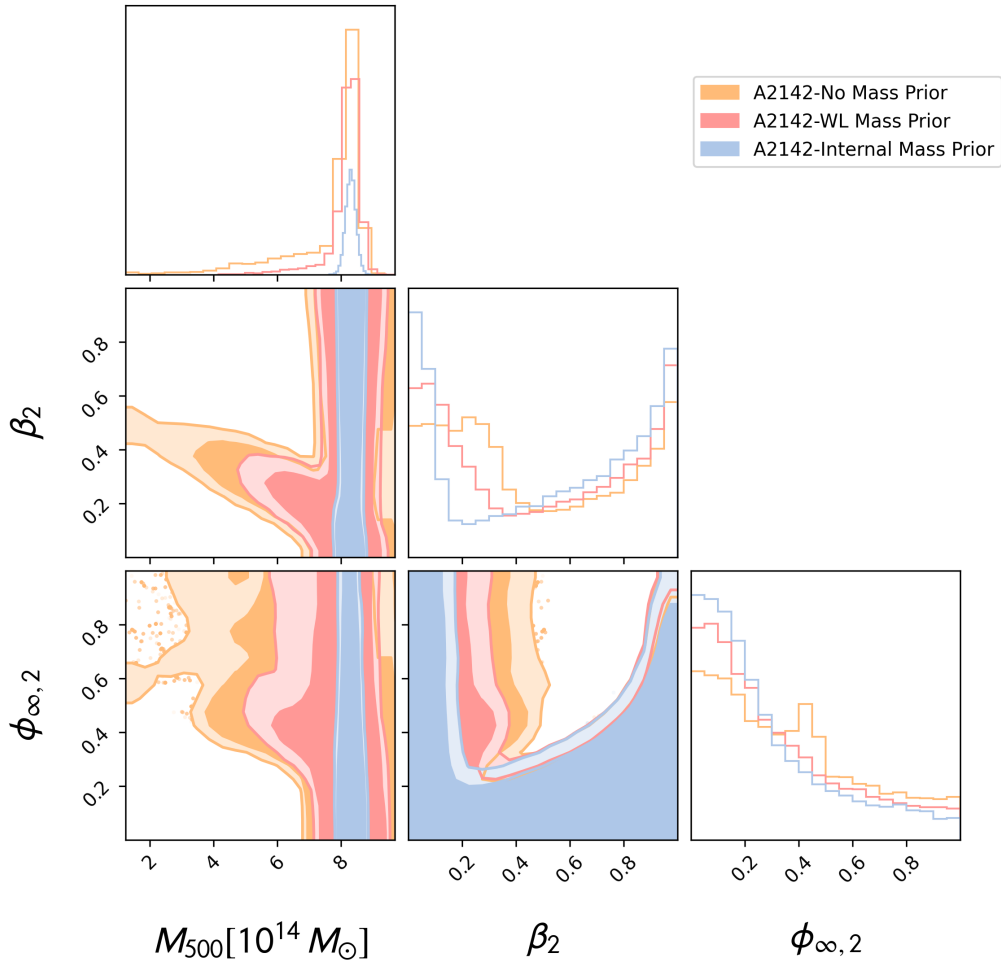 A2142-No Mass Prior
A2142-WL Mass Prior
A2142-Internal Mass Prior
β₂
0.8
0.6
0.4
0.2
ϕ∞,₂
0.8
0.6
0.4
0.2
2 4 6 8
0.2 0.4 0.6 0.8
0.2 0.4 0.6 0.8
M₅₀₀[10¹⁴ M⊙]
β₂
ϕ∞,₂